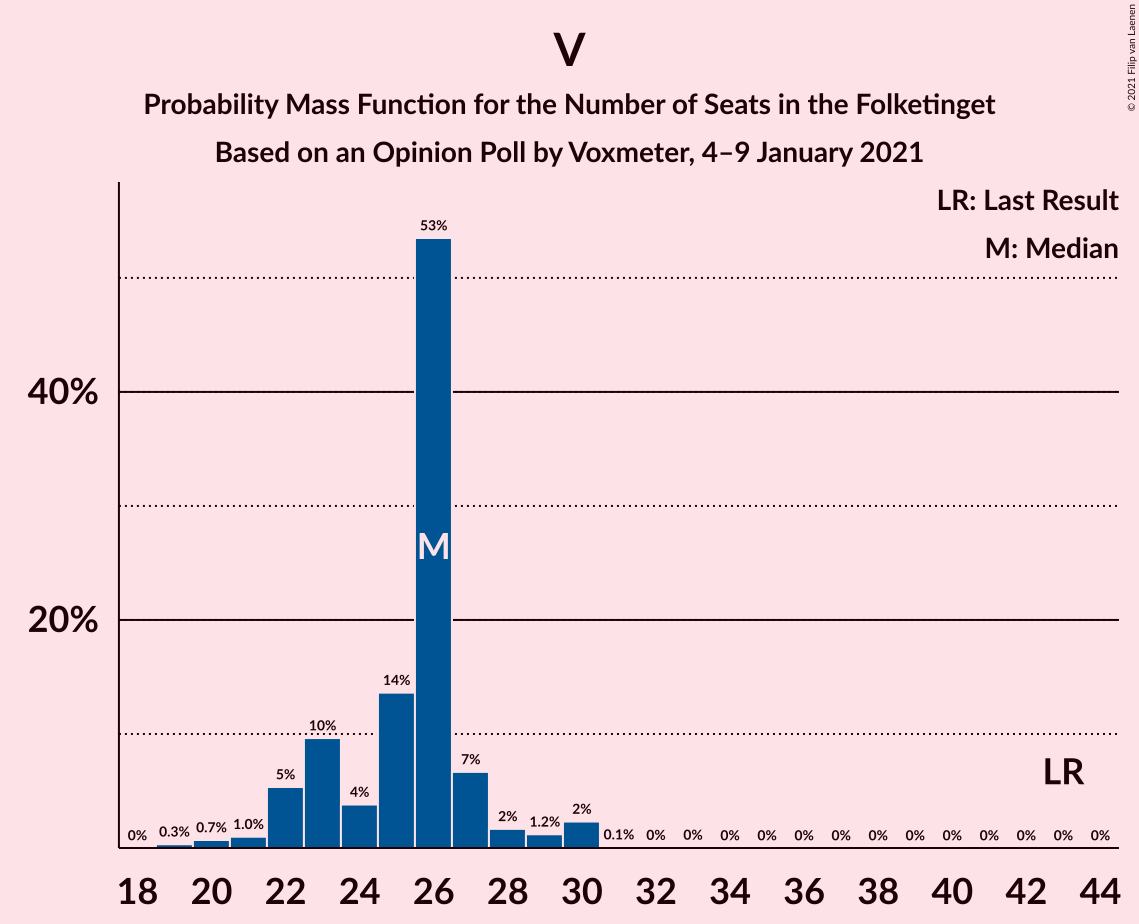 V
Probability Mass Function for the Number of Seats in the Folketinget
Based on an Opinion Poll by Voxmeter, 4–9 January 2021
© 2021 Filip van Laenen
LR: Last Result
M: Median
40%
20%
0% 0.3% 0.7% 1.0% 5% 10% 4% 14% 53% 7% 2% 1.2% 2% 0.1% 0% 0% 0% 0% 0% 0% 0% 0% 0% 0% 0% 0% 0%
M
LR
18 20 22 24 26 28 30 32 34 36 38 40 42 44